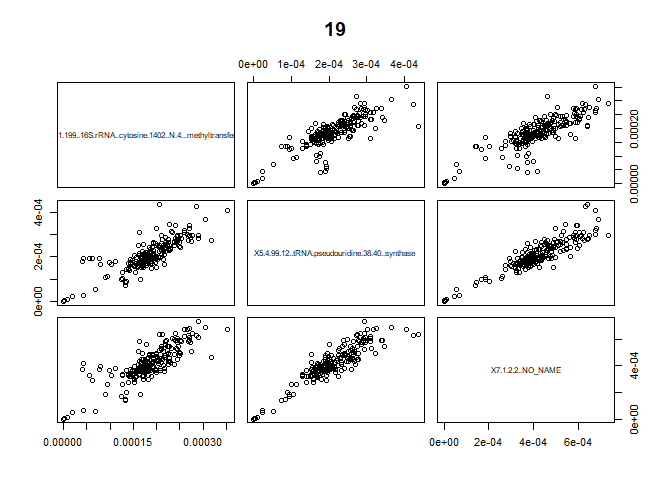 19
0e+00 1e-04 2e-04 3e-04 4e-04
1.199..16S.rRNA..cytosine.1402..N.4...methyltransfe
0.00000 0.00020
0e+00 2e-04 4e-04
X5.4.99.12..tRNA.pseudouridine.38.40..synthase
X7.1.2.2..NO_NAME
0e+00 4e-04
0.00000 0.00015 0.00030
0e+00 2e-04 4e-04 6e-04